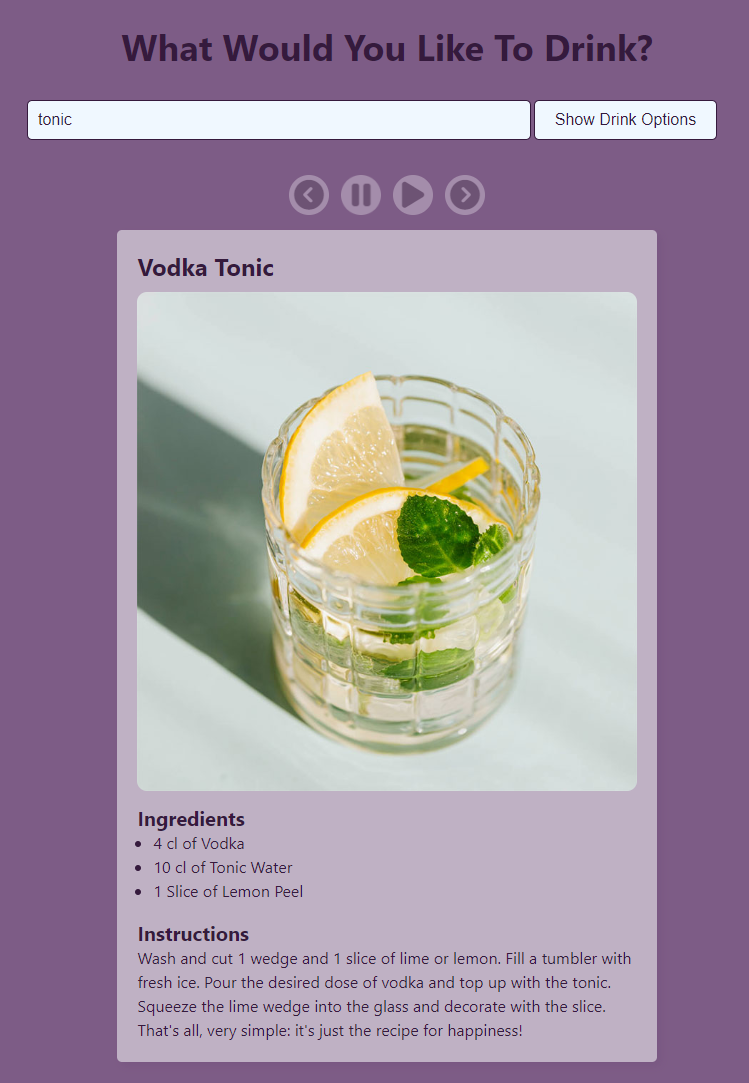 What Would You Like To Drink?
tonic
Show Drink Options
Vodka Tonic
Ingredients
4 cl of Vodka
10 cl of Tonic Water
1 Slice of Lemon Peel
Instructions
Wash and cut 1 wedge and 1 slice of lime or lemon. Fill a tumbler with
fresh ice. Pour the desired dose of vodka and top up with the tonic.
Squeeze the lime wedge into the glass and decorate with the slice.
That's all, very simple: it's just the recipe for happiness!